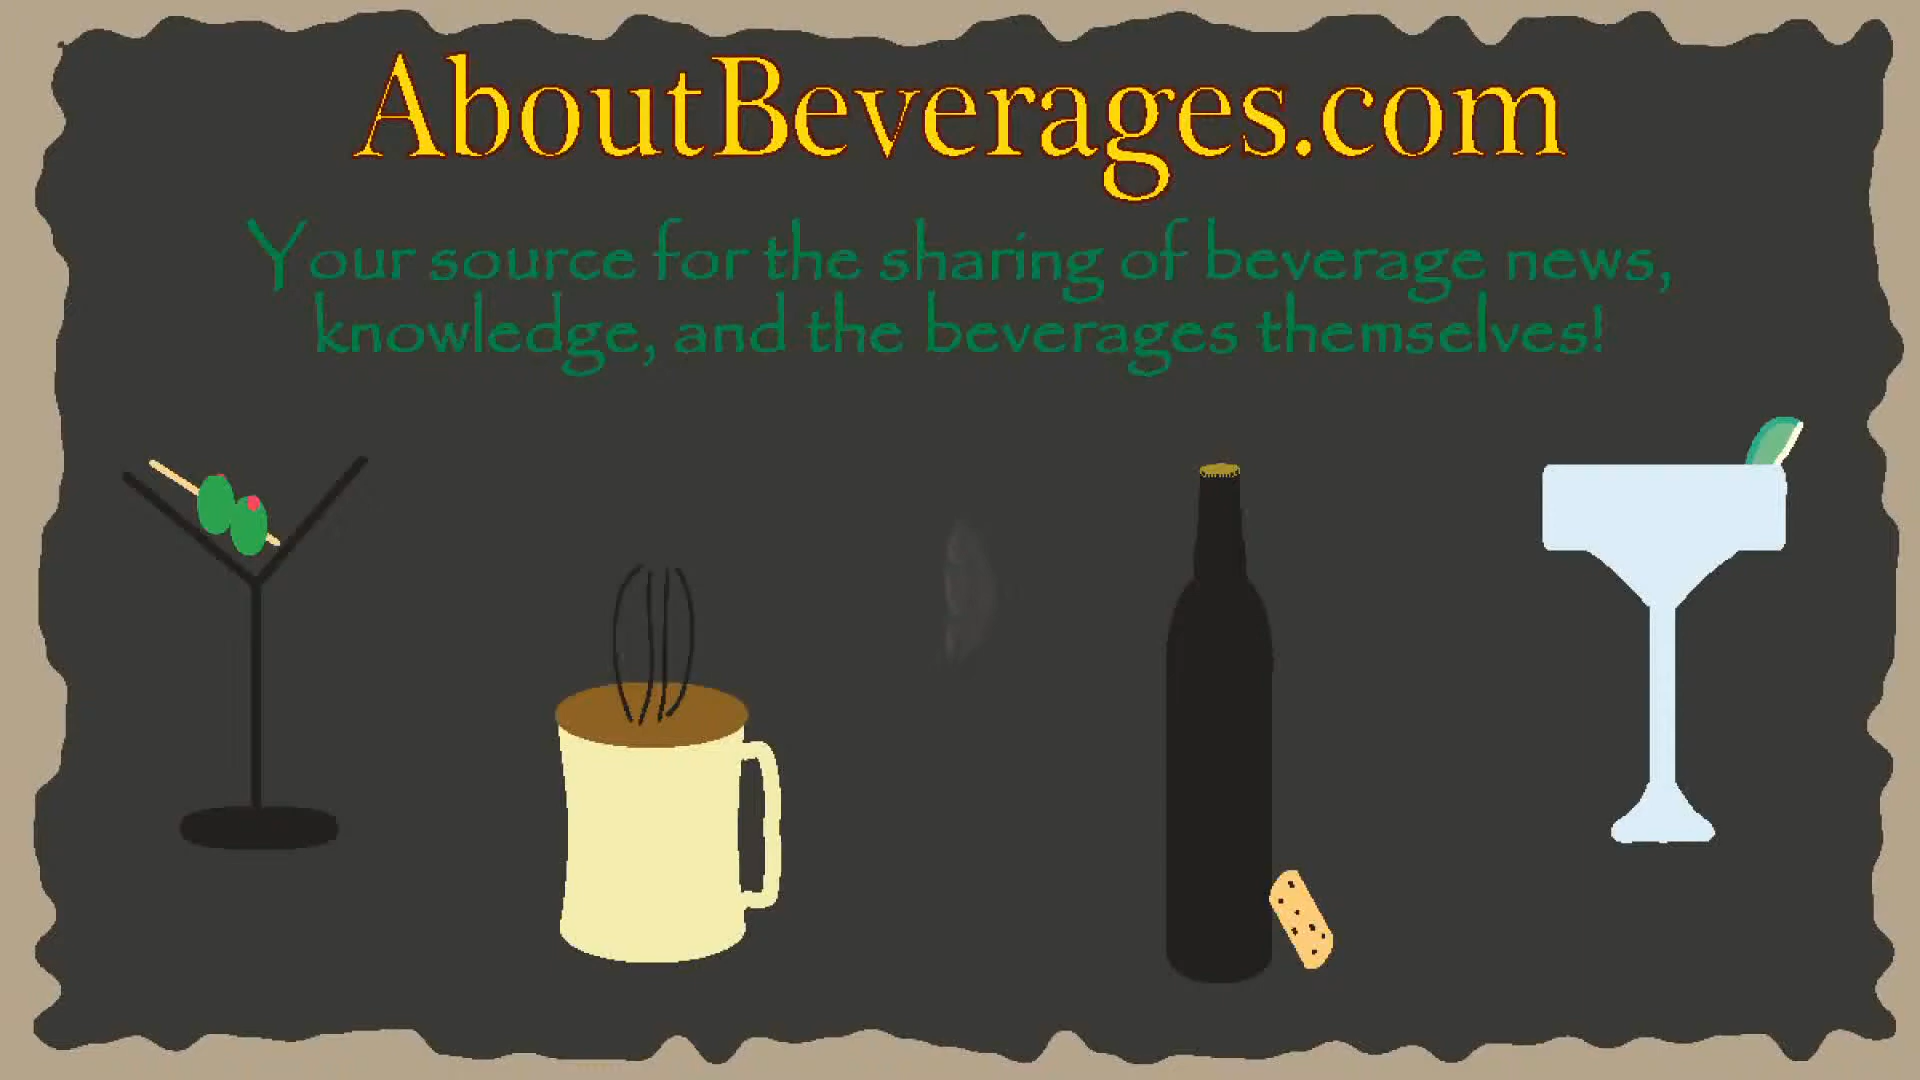 AboutBeverages.com
Your source for the sharing of beverage news,
knowledge, and the beverages themselves!